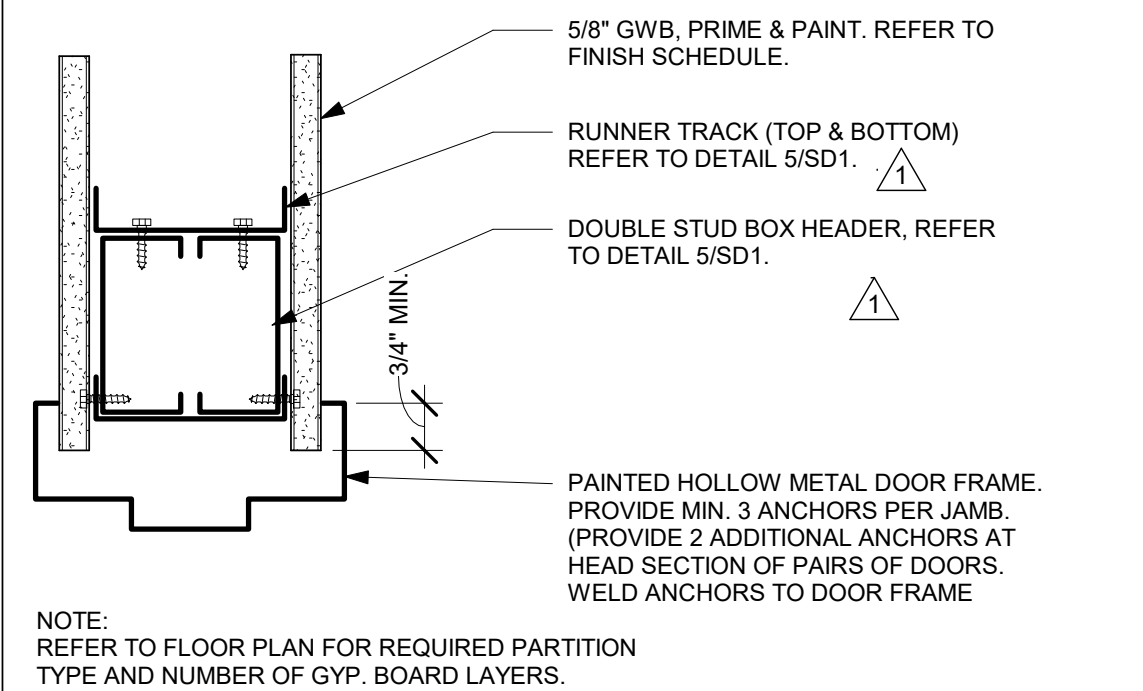 5/8" GWB, PRIME & PAINT. REFER TO
FINISH SCHEDULE.
RUNNER TRACK (TOP & BOTTOM)
REFER TO DETAIL 5/SD1.
1
DOUBLE STUD BOX HEADER, REFER
TO DETAIL 5/SD1.
1
3/4" MIN.
PAINTED HOLLOW METAL DOOR FRAME.
PROVIDE MIN. 3 ANCHORS PER JAMB.
(PROVIDE 2 ADDITIONAL ANCHORS AT
HEAD SECTION OF PAIRS OF DOORS.
WELD ANCHORS TO DOOR FRAME
NOTE:
REFER TO FLOOR PLAN FOR REQUIRED PARTITION
TYPE AND NUMBER OF GYP. BOARD LAYERS.